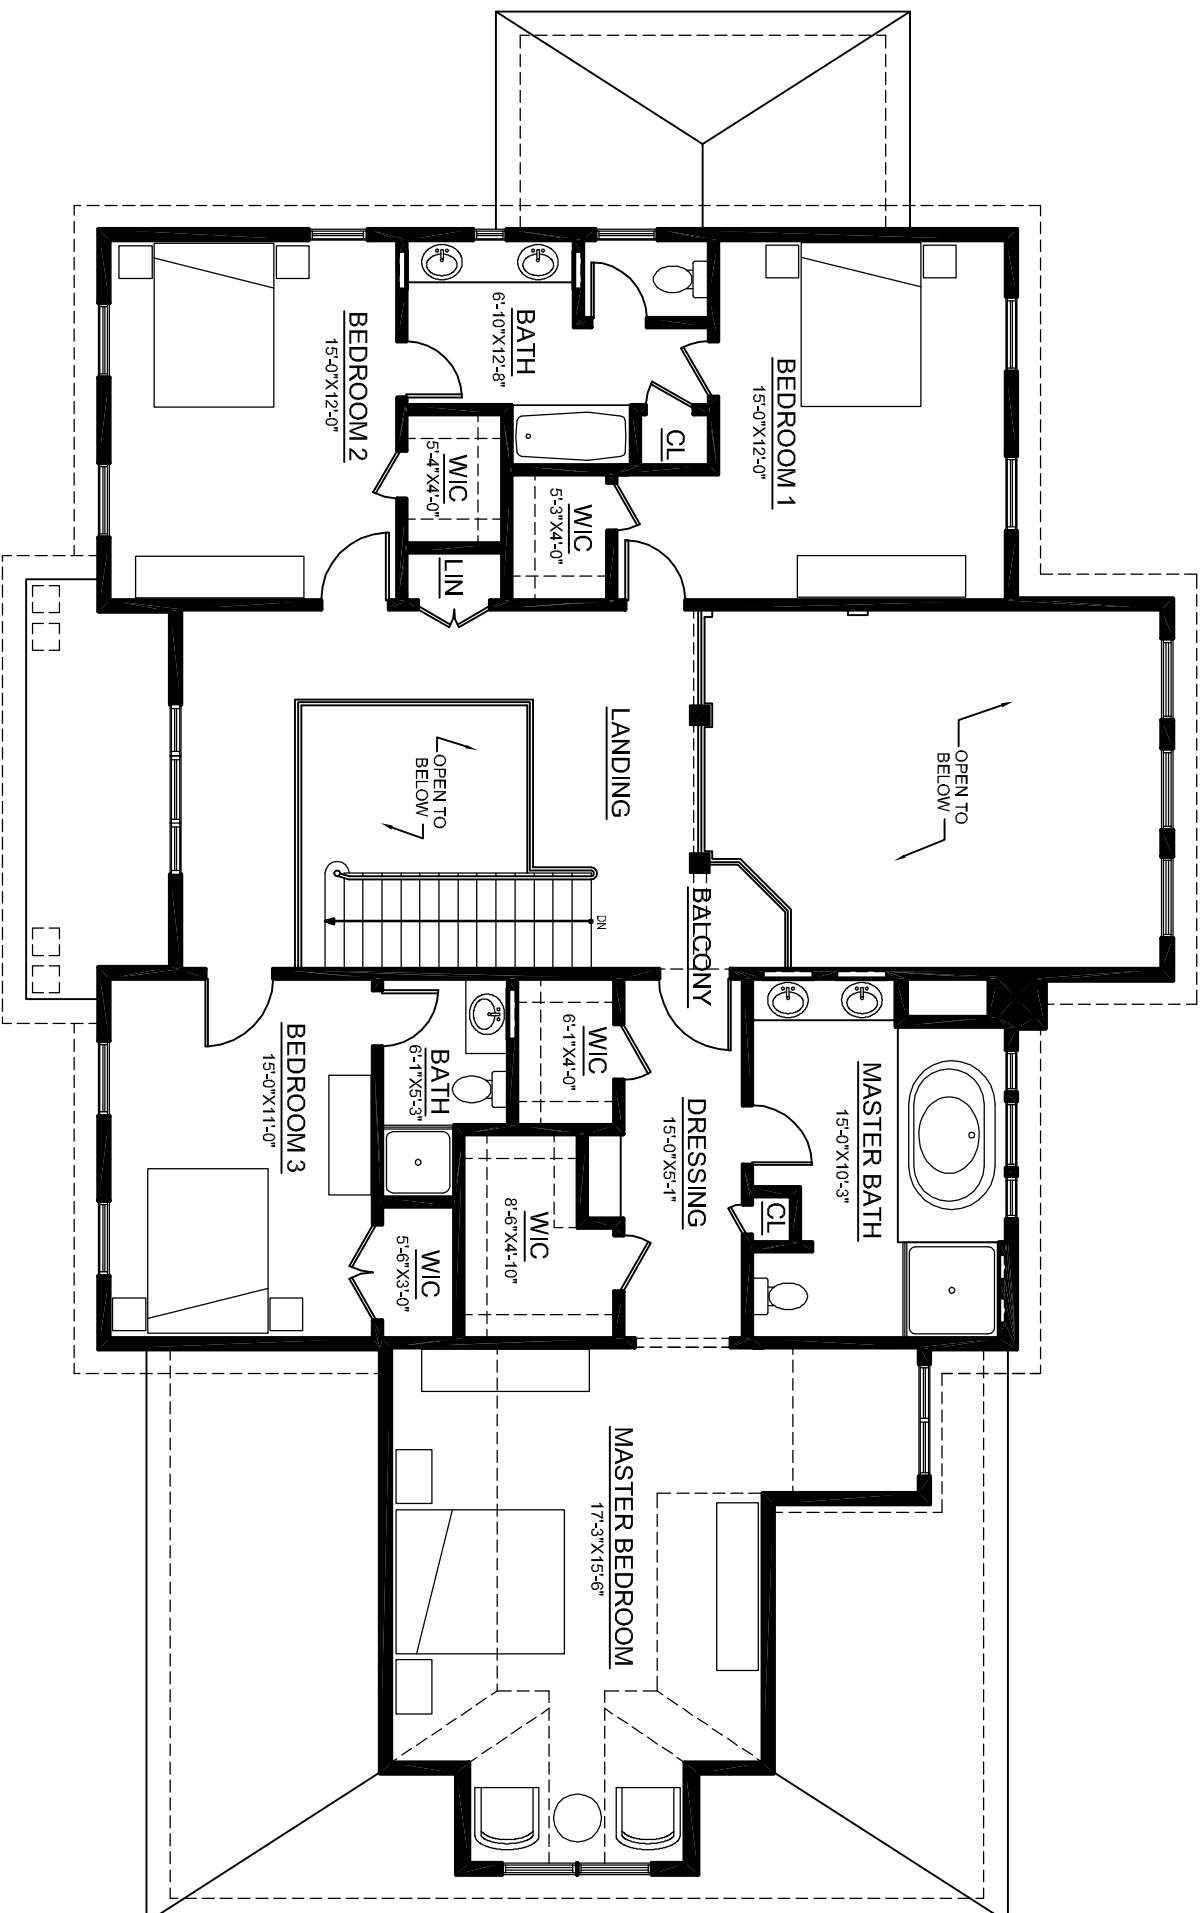 BEDROOM 1
15'-0"X12'-0"
BATH
6'-10"X12'-8"
BEDROOM 2
15'-0"X12'-0"
CL
WIC
5'-3"X4'-0"
WIC
5'-4"X4'-0"
LIN
OPEN TO
BELOW
LANDING
OPEN TO
BELOW
BALCONY
DN
MASTER BATH
15'-0"X10'-3"
CL
DRESSING
15'-0"X5'-1"
WIC
6'-1"X4'-0"
WIC
8'-6"X4'-10"
BATH
6'-1"X5'-3"
WIC
5'-6"X3'-0"
BEDROOM 3
15'-0"X11'-0"
MASTER BEDROOM
17'-3"X15'-6"